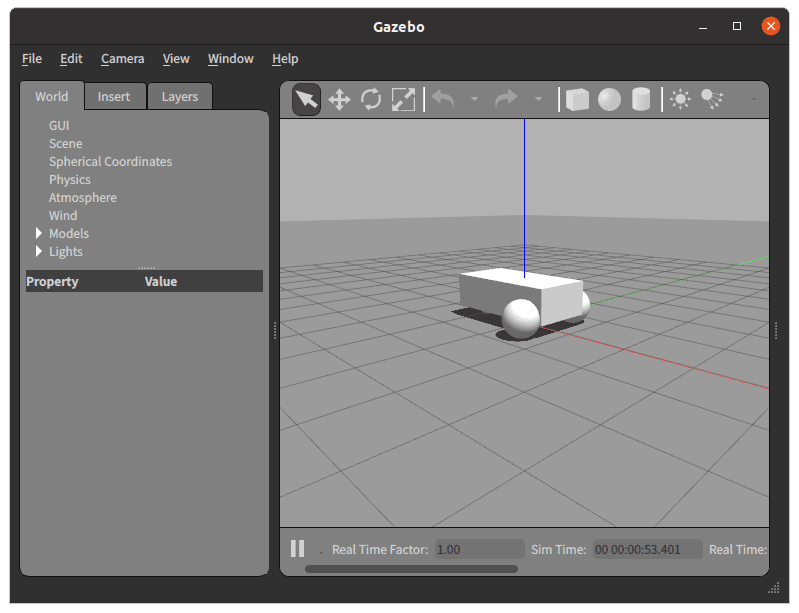 Gazebo
File Edit Camera View Window Help
World Insert Layers
GUI
Scene
Spherical Coordinates
Physics
Atmosphere
Wind
Models
Lights
Property Value
Real Time Factor: 1.00 Sim Time: 00 00:00:53.401 Real Time: